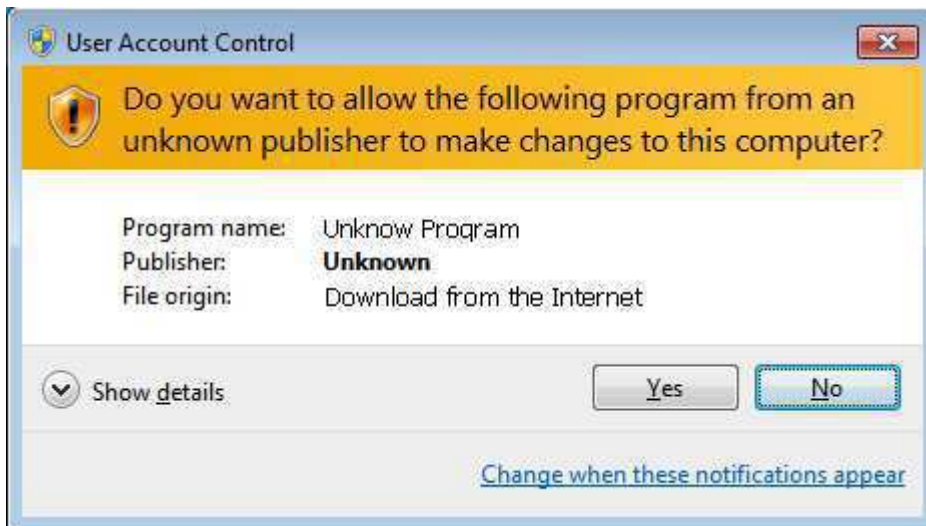 User Account Control
Do you want to allow the following program from an
unknown publisher to make changes to this computer?
Program name: Unknow Program
Publisher: Unknown
File origin: Download from the Internet
Show details
Yes
No
Change when these notifications appear